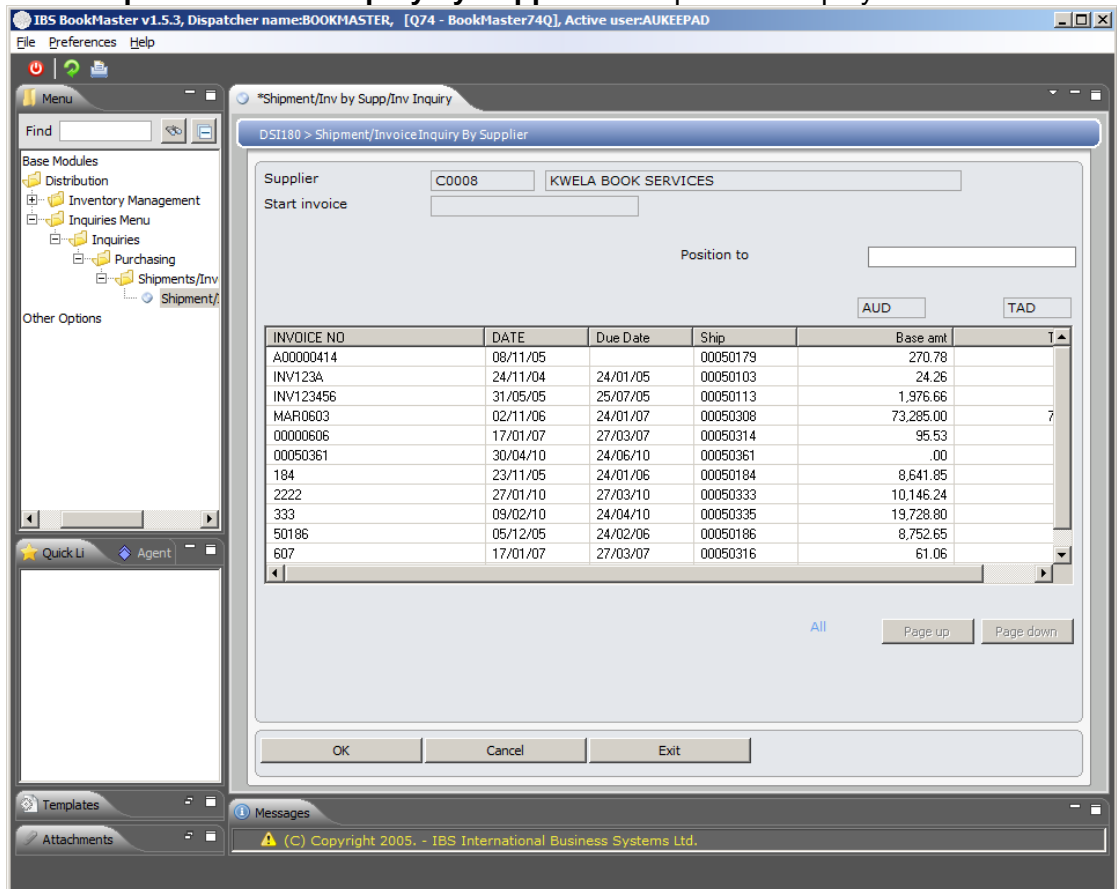 IBS BookMaster v1.5.3, Dispatcher name:BOOKMASTER, [Q74 - BookMaster74Q], Active user:AUKEEPAD
File Preferences Help
Menu
*Shipment/Inv by Supp/Inv Inquiry
Find
DSI180 > Shipment/Invoice Inquiry By Supplier
Base Modules
Distribution
Inventory Management
Inquiries Menu
Inquiries
Purchasing
Shipments/Inv
Shipment/
Other Options
Supplier C0008 KWELA BOOK SERVICES
Start invoice
Position to
AUD TAD
INVOICE NO DATE Due Date Ship Base amt T
A00000414 08/11/05 00050179 270.78
INV123A 24/11/04 24/01/05 00050103 24.26
INV123456 31/05/05 25/07/05 00050113 1,976.66
MAR0603 02/11/06 24/01/07 00050308 73,285.00 7
00000606 17/01/07 27/03/07 00050314 95.53
00050361 30/04/10 24/06/10 00050361 .00
184 23/11/05 24/01/06 00050184 8,641.85
2222 27/01/10 27/03/10 00050333 10,146.24
333 09/02/10 24/04/10 00050335 19,728.80
50186 05/12/05 24/02/06 00050186 8,752.65
607 17/01/07 27/03/07 00050316 61.06
Quick Li Agent
All Page up Page down
OK Cancel Exit
Templates
Messages
Attachments
(C) Copyright 2005. - IBS International Business Systems Ltd.